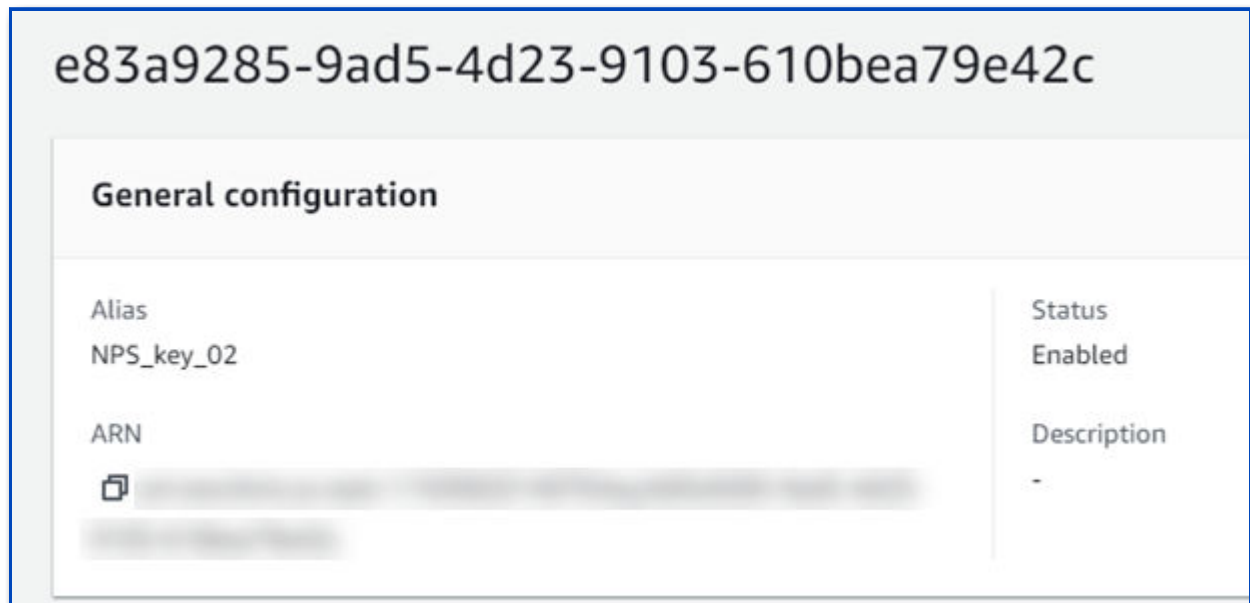 e83a9285-9ad5-4d23-9103-610bea79e42c
General configuration
Alias
NPS_key_02
Status
Enabled
ARN
Description
-